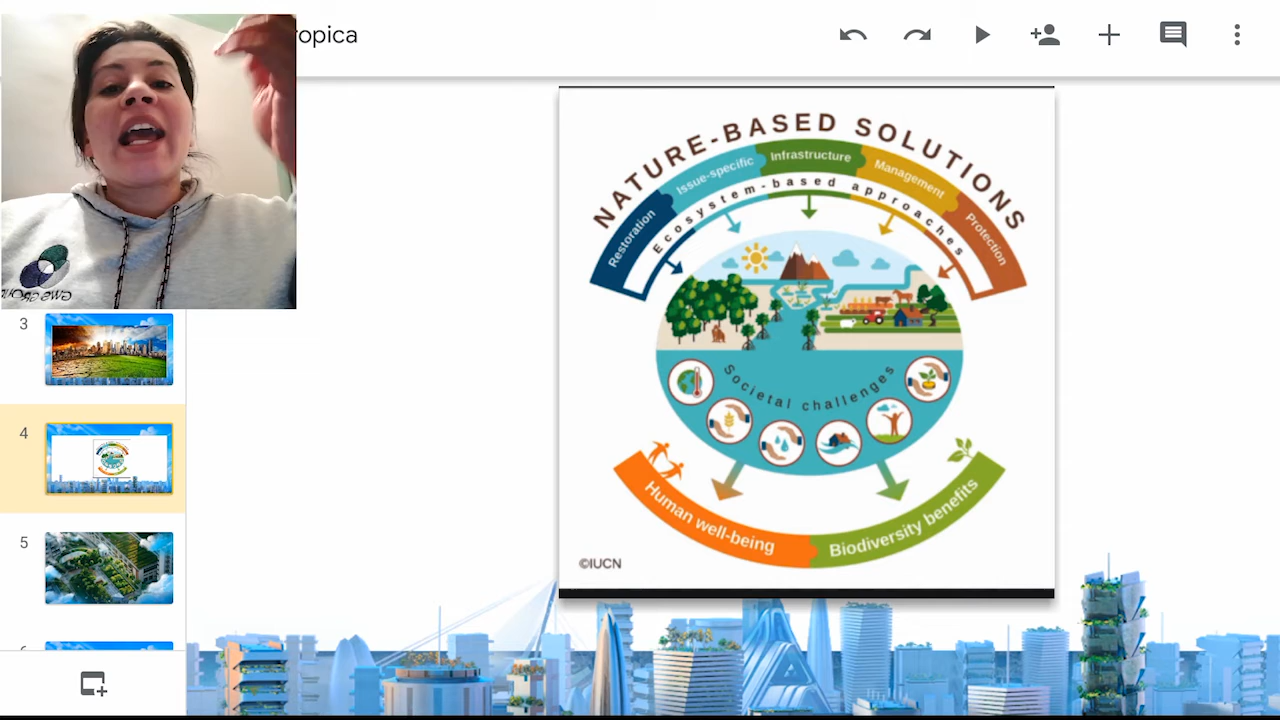 ropica
NATURE-BASED SOLUTIONS
Restoration
Issue-specific
Infrastructure
Management
Protection
Ecosystem-based approaches
Societal challenges
Human well-being
Biodiversity benefits
©IUCN
3
4
5